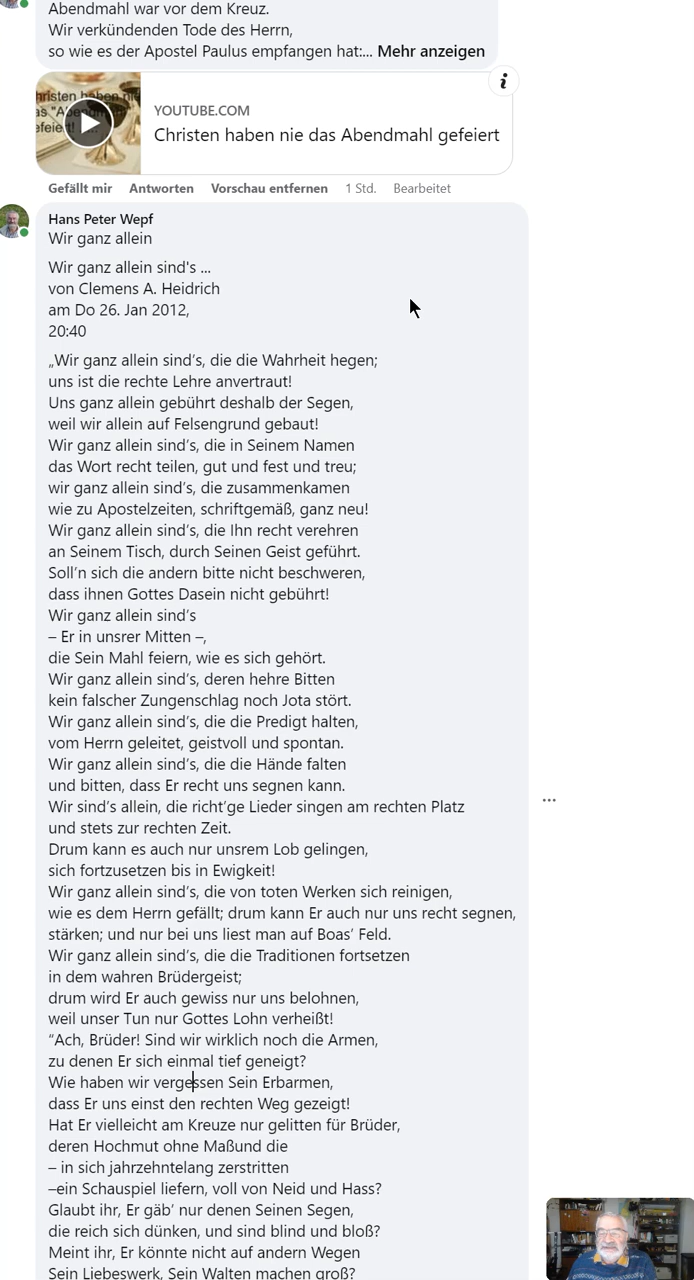 Abendmahl war vor dem Kreuz.
Wir verkündenden Tode des Herrn,
so wie es der Apostel Paulus empfangen hat:... Mehr anzeigen
hristen haben nie
as "Abendm
efeiert!
YOUTUBE.COM
Christen haben nie das Abendmahl gefeiert
Gefällt mir Antworten Vorschau entfernen 1 Std. Bearbeitet
Hans Peter Wepf
Wir ganz allein
Wir ganz allein sind's ...
von Clemens A. Heidrich
am Do 26. Jan 2012,
20:40
„Wir ganz allein sind’s, die die Wahrheit hegen;
uns ist die rechte Lehre anvertraut!
Uns ganz allein gebührt deshalb der Segen,
weil wir allein auf Felsengrund gebaut!
Wir ganz allein sind’s, die in Seinem Namen
das Wort recht teilen, gut und fest und treu;
wir ganz allein sind’s, die zusammenkamen
wie zu Apostelzeiten, schriftgemäß, ganz neu!
Wir ganz allein sind’s, die Ihn recht verehren
an Seinem Tisch, durch Seinen Geist geführt.
Soll’n sich die andern bitte nicht beschweren,
dass ihnen Gottes Dasein nicht gebührt!
Wir ganz allein sind’s
– Er in unsrer Mitten –,
die Sein Mahl feiern, wie es sich gehört.
Wir ganz allein sind’s, deren hehre Bitten
kein falscher Zungenschlag noch Jota stört.
Wir ganz allein sind’s, die die Predigt halten,
vom Herrn geleitet, geistvoll und spontan.
Wir ganz allein sind’s, die die Hände falten
und bitten, dass Er recht uns segnen kann.
Wir sind’s allein, die richt’ge Lieder singen am rechten Platz
und stets zur rechten Zeit.
Drum kann es auch nur unsrem Lob gelingen,
sich fortzusetzen bis in Ewigkeit!
Wir ganz allein sind’s, die von toten Werken sich reinigen,
wie es dem Herrn gefällt; drum kann Er auch nur uns recht segnen,
stärken; und nur bei uns liest man auf Boas’ Feld.
Wir ganz allein sind’s, die die Traditionen fortsetzen
in dem wahren Brüdergeist;
drum wird Er auch gewiss nur uns belohnen,
weil unser Tun nur Gottes Lohn verheißt!
“Ach, Brüder! Sind wir wirklich noch die Armen,
zu denen Er sich einmal tief geneigt?
Wie haben wir vergessen Sein Erbarmen,
dass Er uns einst den rechten Weg gezeigt!
Hat Er vielleicht am Kreuze nur gelitten für Brüder,
deren Hochmut ohne Maßund die
– in sich jahrzehntelang zerstritten
–ein Schauspiel liefern, voll von Neid und Hass?
Glaubt ihr, Er gäb’ nur denen Seinen Segen,
die reich sich dünken, und sind blind und bloß?
Meint ihr, Er könnte nicht auf andern Wegen
Sein Liebeswerk, Sein Walten machen groß?